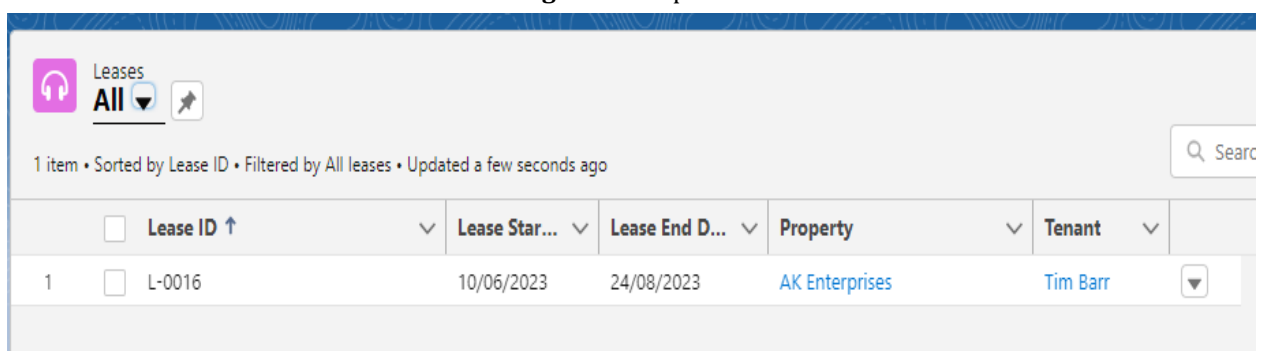 Leases
All
1 item • Sorted by Lease ID • Filtered by All leases • Updated a few seconds ago
Searc
Lease ID ↑ Lease Star... Lease End D... Property Tenant
1 L-0016 10/06/2023 24/08/2023 AK Enterprises Tim Barr